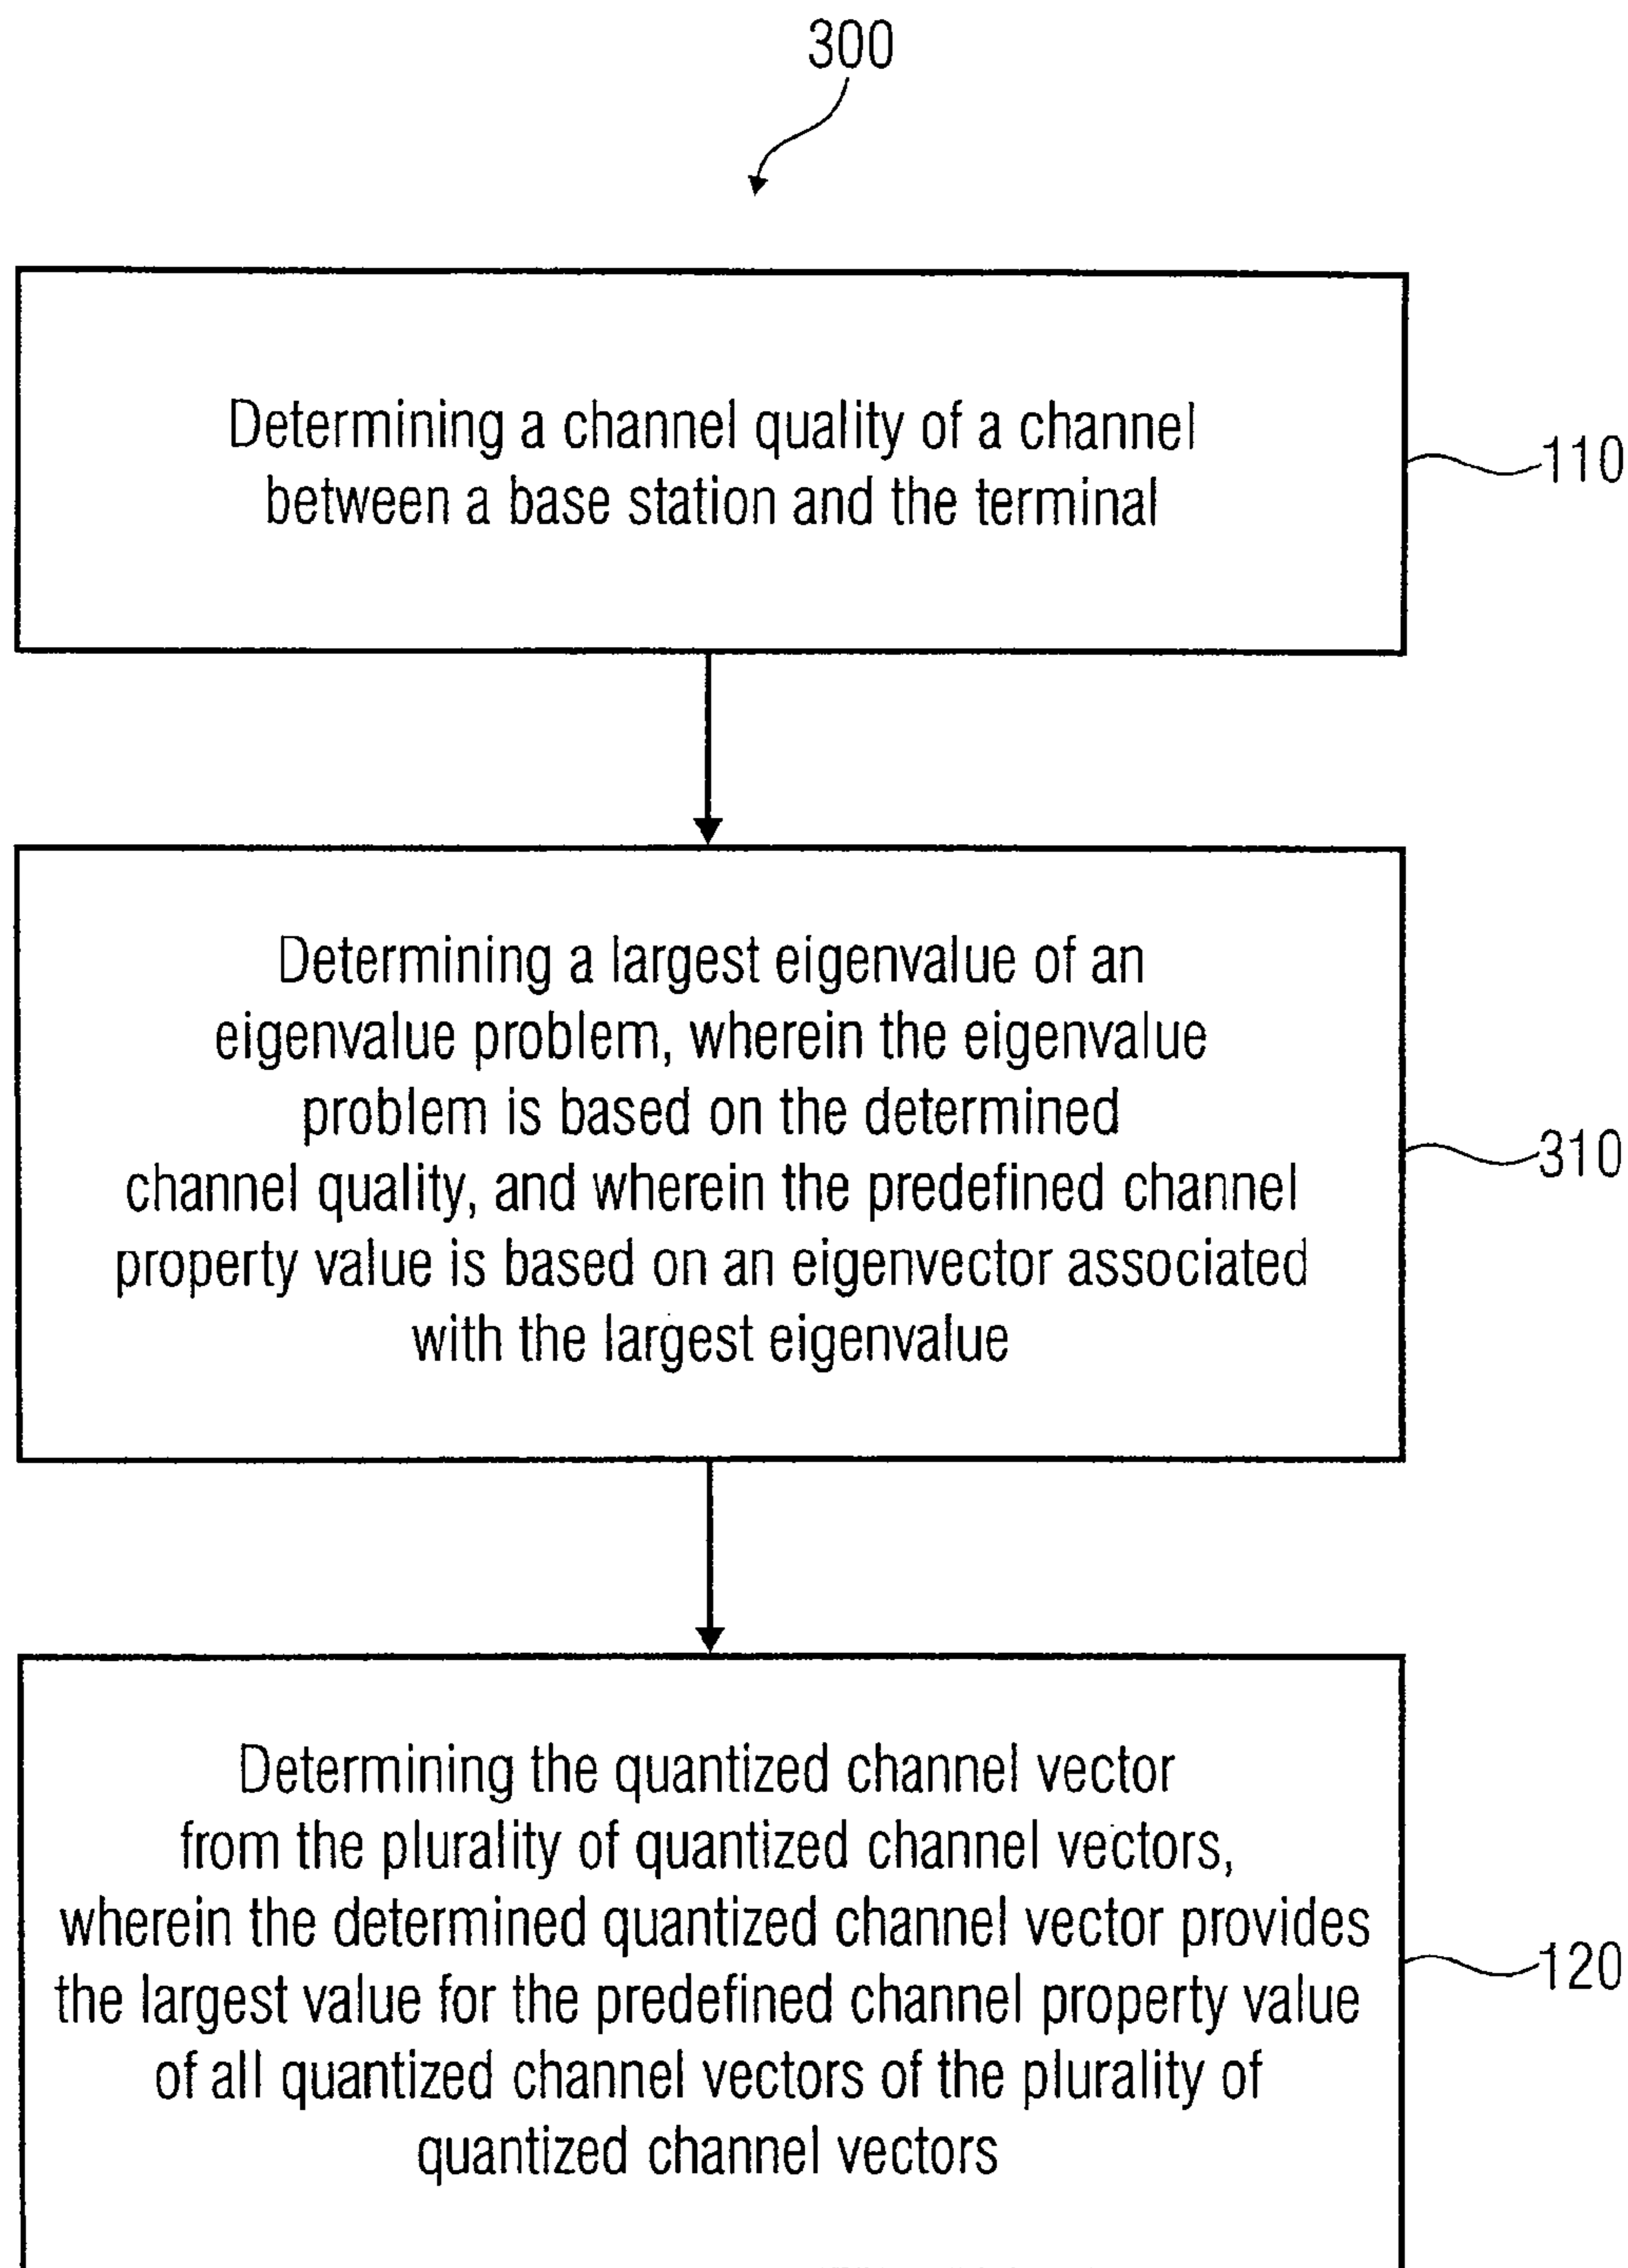 300
Determining a channel quality of a channel
between a base station and the terminal
110
Determining a largest eigenvalue of an
eigenvalue problem, wherein the eigenvalue
problem is based on the determined
channel quality, and wherein the predefined channel
property value is based on an eigenvector associated
with the largest eigenvalue
310
Determining the quantized channel vector
from the plurality of quantized channel vectors,
wherein the determined quantized channel vector provides
the largest value for the predefined channel property value
of all quantized channel vectors of the plurality of
quantized channel vectors
120